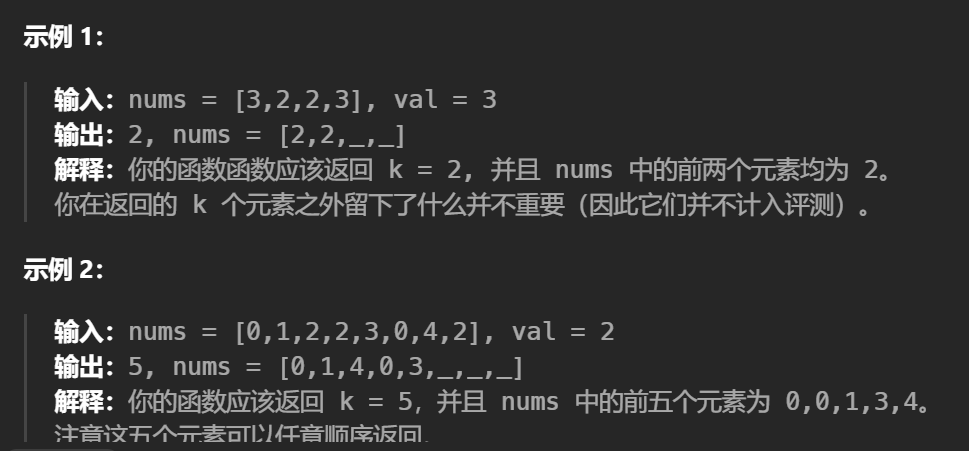 示例 1：
输入：nums = [3,2,2,3], val = 3
输出：2, nums = [2,2,_,_]
解释：你的函数函数应该返回 k = 2, 并且 nums 中的前两个元素均为 2。
你在返回的 k 个元素之外留下了什么并不重要（因此它们并不计入评测）。
示例 2：
输入：nums = [0,1,2,2,3,0,4,2], val = 2
输出：5, nums = [0,1,4,0,3,_,_,_]
解释：你的函数应该返回 k = 5，并且 nums 中的前五个元素为 0,0,1,3,4。
注意这五个元素可以任意顺序返回。